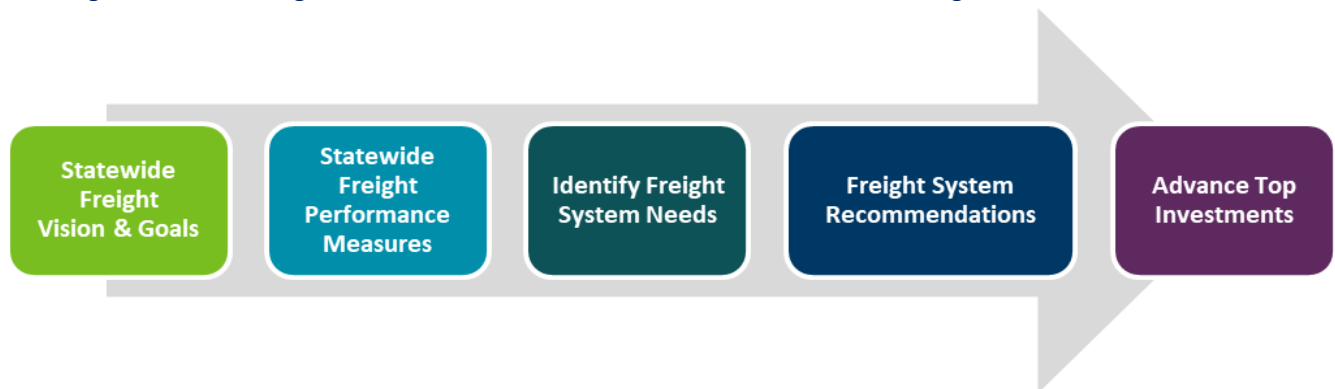 Statewide
Freight
Vision & Goals
Statewide
Freight
Performance
Measures
Identify Freight
System Needs
Freight System
Recommendations
Advance Top
Investments